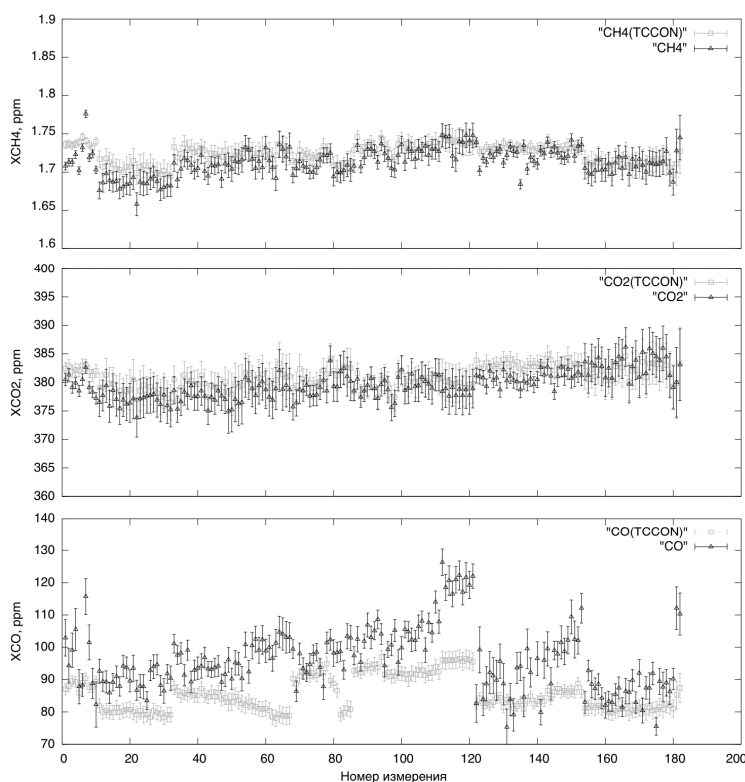 1.9
1.85
1.8
1.75
1.7
1.65
1.6
XCH4, ppm
"CH4(TCCON)"
"CH4"
400
395
390
385
380
375
370
365
360
XCO2, ppm
"CO2(TCCON)"
"CO2"
140
130
120
110
100
90
80
70
XCO, ppm
"CO(TCCON)"
"CO"
0 20 40 60 80 100 120 140 160 180 200
Номер измерения